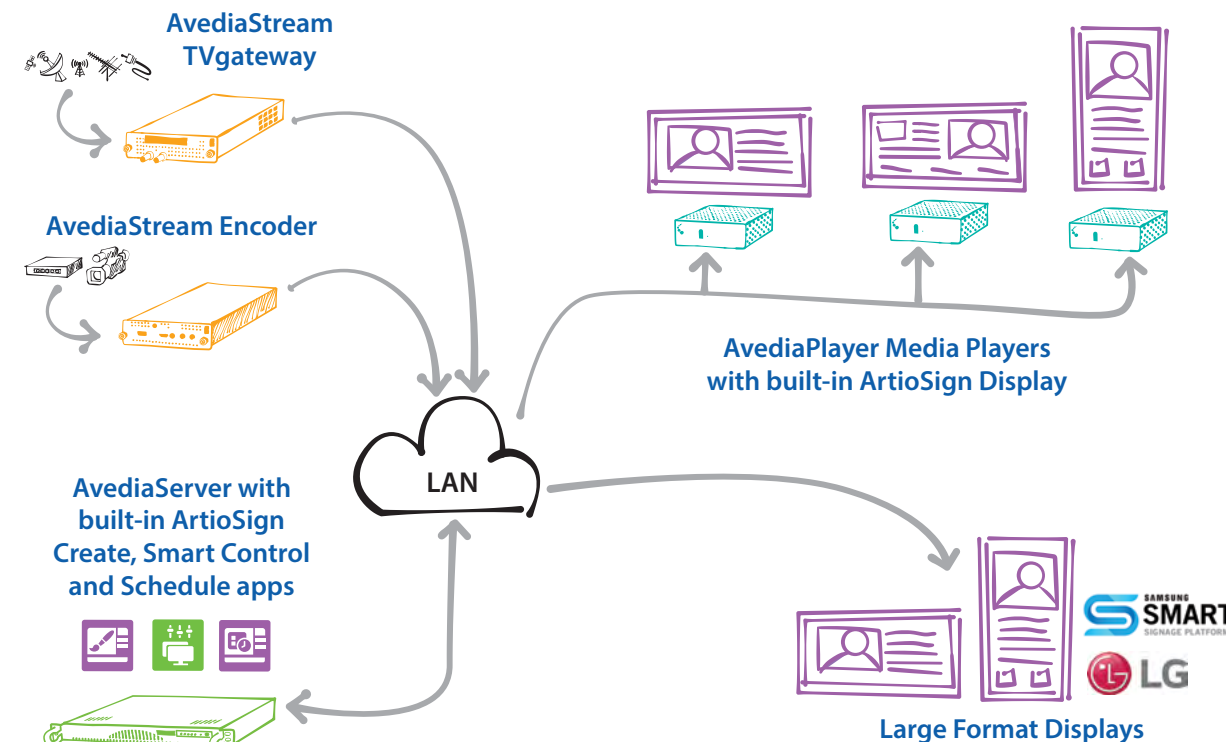 AvediaStream
TVgateway
AvediaStream Encoder
AvediaPlayer Media Players
with built-in ArtioSign Display
LAN
AvediaServer with
built-in ArtioSign
Create, Smart Control
and Schedule apps
SAMSUNG
SMART
SIGNAGE PLATFORM
LG
Large Format Displays